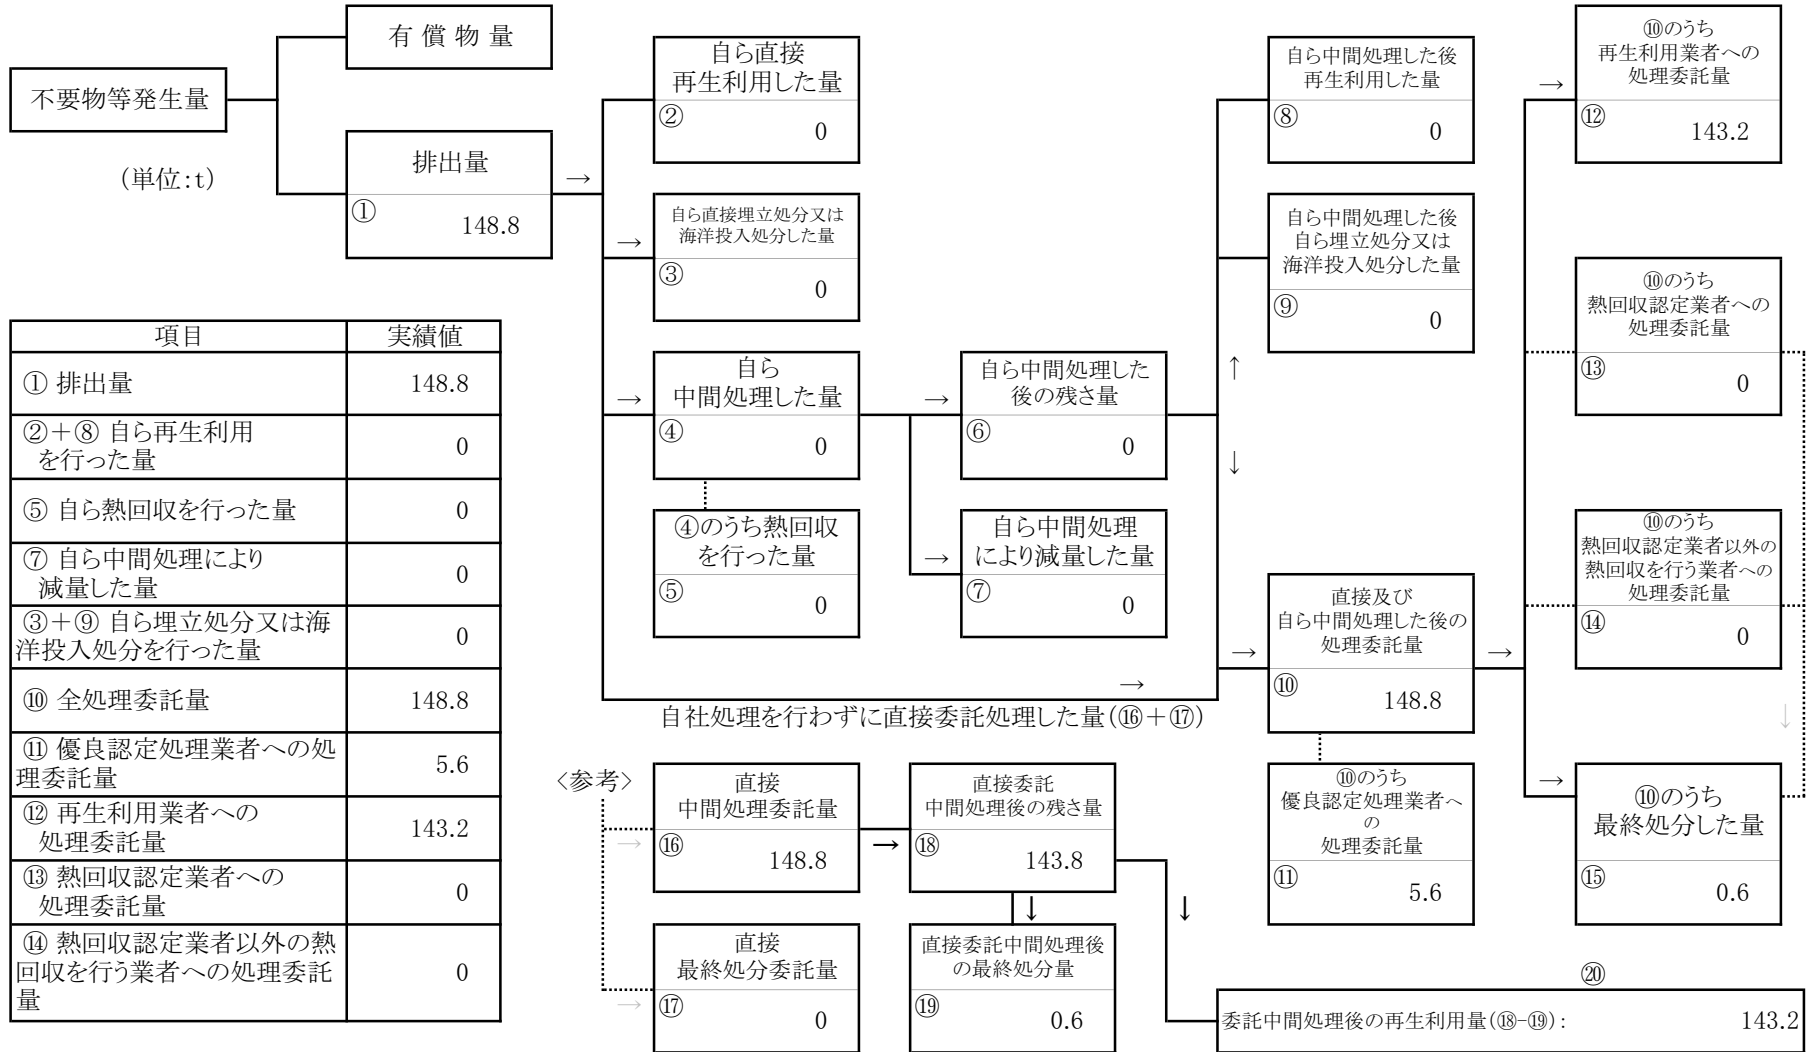 不要物等発生量
(単位:t)
有 償 物 量
排出量
①
148.8
→
自ら直接
再生利用した量
②
0
→
自ら直接埋立処分又は
海洋投入処分した量
③
0
→
自ら
中間処理した量
④
0
④のうち熱回収
を行った量
⑤
0
→
自ら中間処理した
後の残さ量
⑥
0
→
自ら中間処理
により減量した量
⑦
0
自ら中間処理した後
再生利用した量
⑧
0
自ら中間処理した後
自ら埋立処分又は
海洋投入処分した量
⑨
0
↑
↓
→
自社処理を行わずに直接委託処理した量(⑯+⑰)
→
直接及び
自ら中間処理した後の
処理委託量
⑩
148.8
⑩のうち
優良認定処理業者へ
の
処理委託量
⑪
5.6
→
→
⑩のうち
再生利用業者への
処理委託量
⑫
143.2
⑩のうち
熱回収認定業者への
処理委託量
⑬
0
⑩のうち
熱回収認定業者以外の
熱回収を行う業者への
処理委託量
⑭
0
↓
→
⑩のうち
最終処分した量
⑮
0.6
項目 実績値
① 排出量 148.8
②+⑧ 自ら再生利用
を行った量 0
⑤ 自ら熱回収を行った量 0
⑦ 自ら中間処理により
減量した量 0
③+⑨ 自ら埋立処分又は海
洋投入処分を行った量 0
⑩ 全処理委託量 148.8
⑪ 優良認定処理業者への処
理委託量 5.6
⑫ 再生利用業者への
処理委託量 143.2
⑬ 熱回収認定業者への
処理委託量 0
⑭ 熱回収認定業者以外の熱
回収を行う業者への処理委託
量 0
<参考>
→
直接
中間処理委託量
⑯
148.8
→
直接委託
中間処理後の残さ量
⑱
143.8
↓
↓
→
直接
最終処分委託量
⑰
0
直接委託中間処理後
の最終処分量
⑲
0.6
⑳
委託中間処理後の再生利用量(⑱-⑲): 143.2